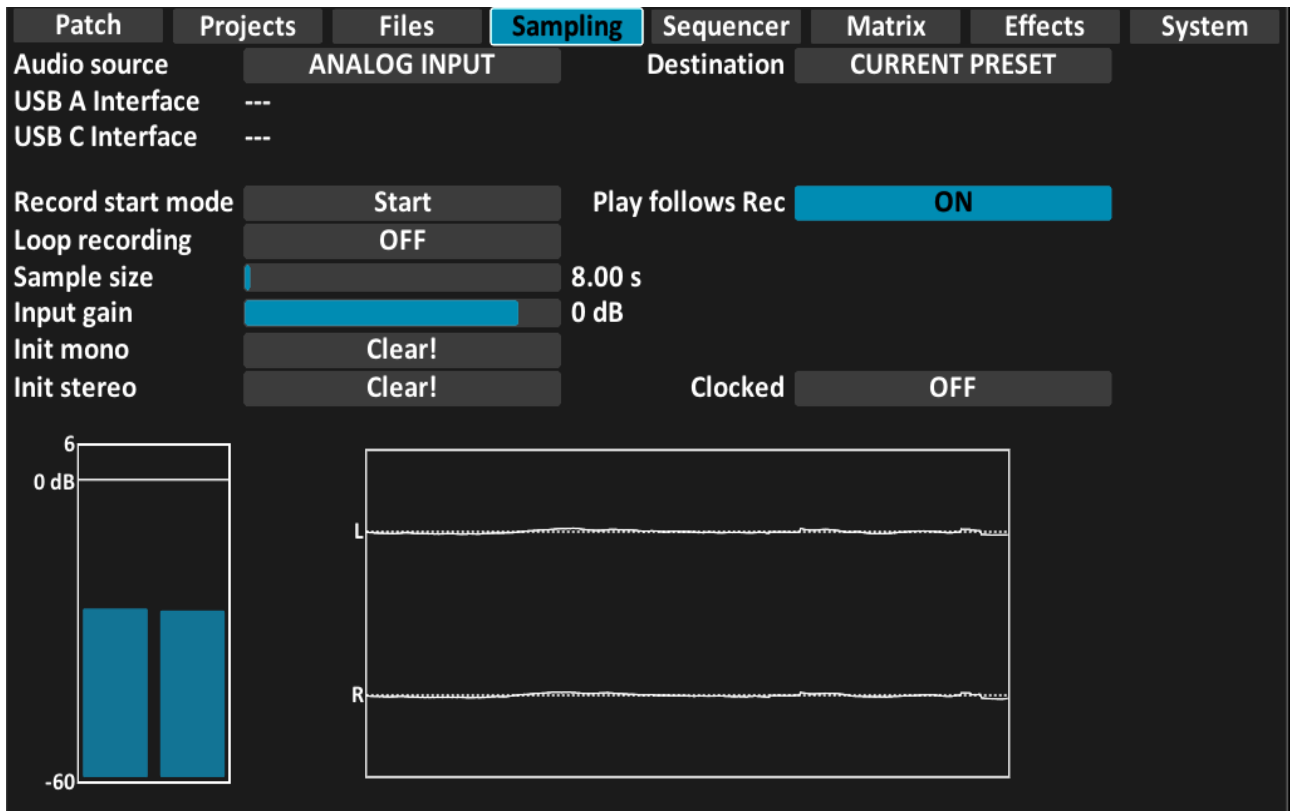 Patch Projects Files Sampling Sequencer Matrix Effects System
Audio source ANALOG INPUT Destination CURRENT PRESET
USB A Interface ---
USB C Interface ---
Record start mode Start Play follows Rec ON
Loop recording OFF
Sample size 8.00 s
Input gain 0 dB
Init mono Clear!
Init stereo Clear! Clocked OFF
6
0 dB
L
R
-60